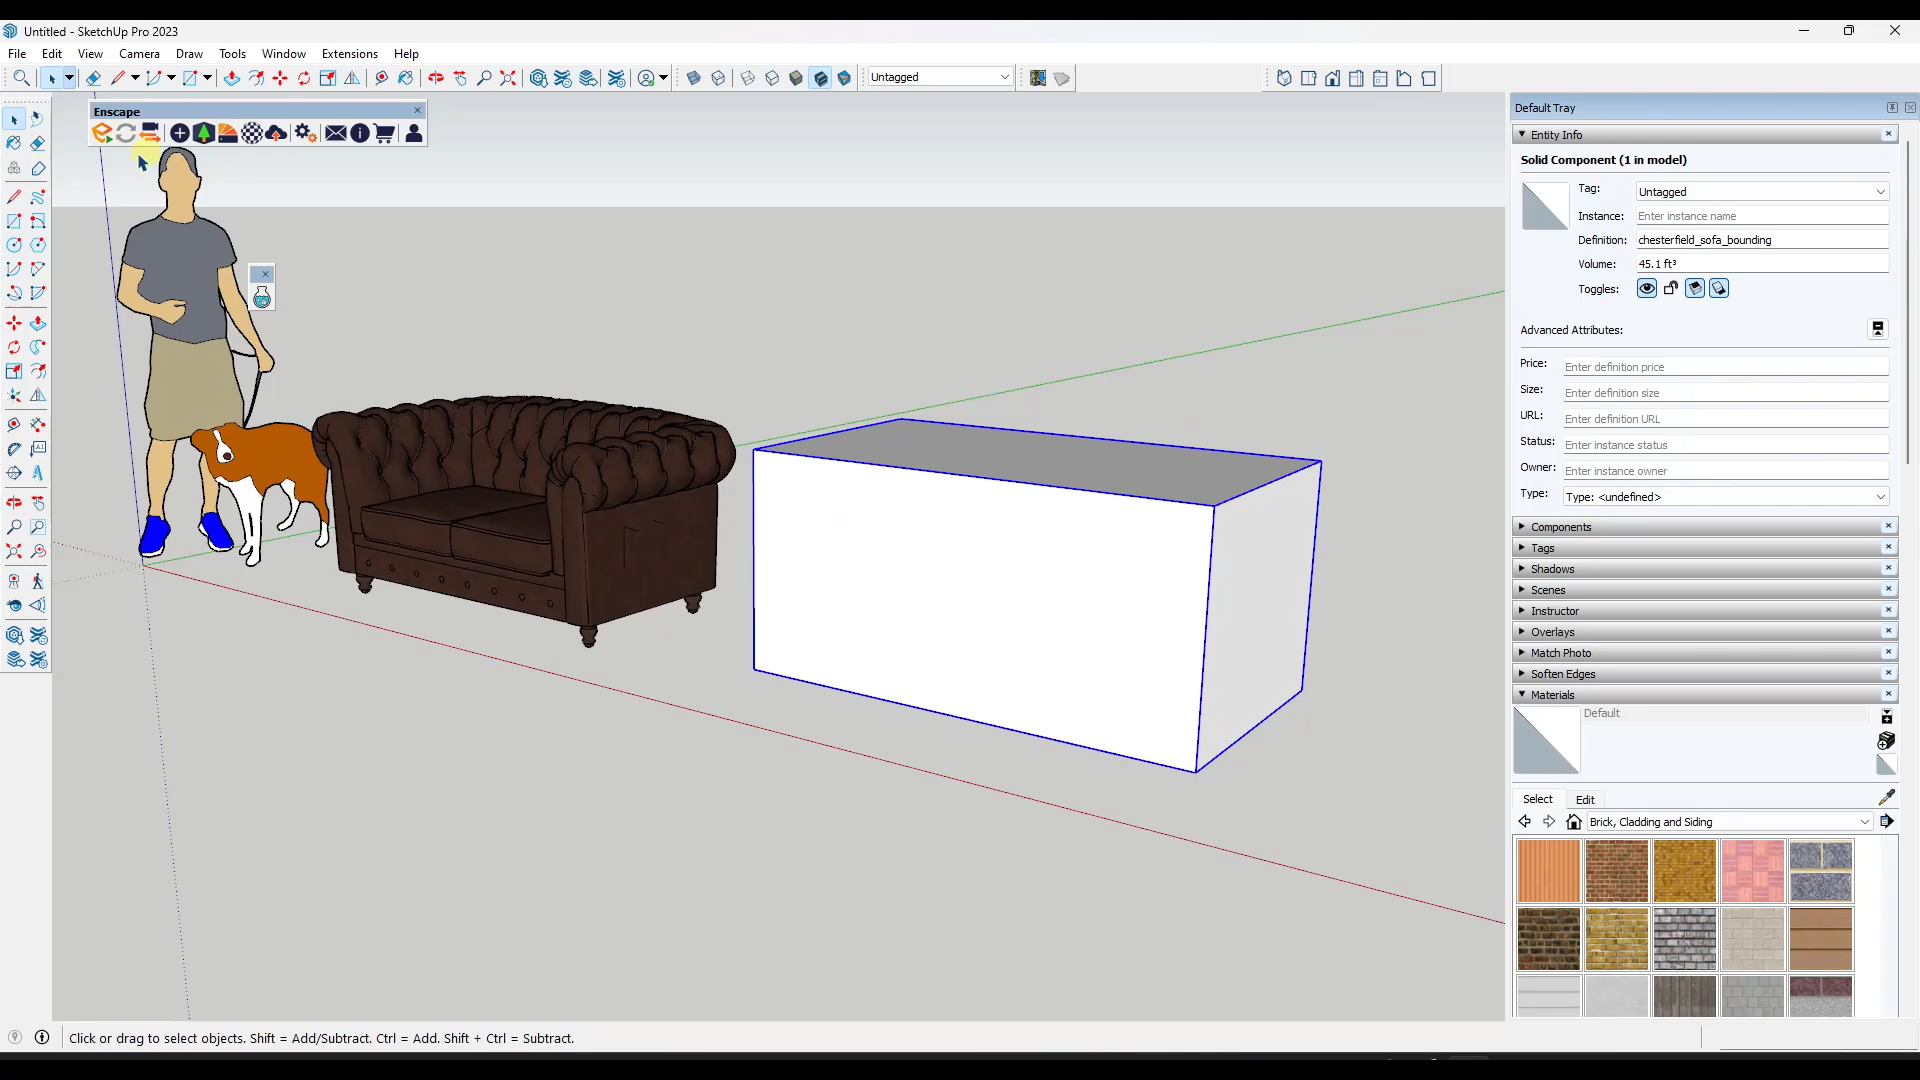 Untitled - SketchUp Pro 2023
File Edit View Camera Draw Tools Window Extensions Help
Untagged
Enscape
Default Tray
Entity Info
Solid Component (1 in model)
Tag: Untagged
Instance: Enter instance name
Definition: chesterfield_sofa_bounding
Volume: 45.1 ft³
Toggles:
Advanced Attributes:
Price: Enter definition price
Size: Enter definition size
URL: Enter definition URL
Status: Enter instance status
Owner: Enter instance owner
Type: Type: <undefined>
Components
Tags
Shadows
Scenes
Instructor
Overlays
Match Photo
Soften Edges
Materials
Default
Select Edit
Brick, Cladding and Siding
Click or drag to select objects. Shift = Add/Subtract. Ctrl = Add. Shift + Ctrl = Subtract.